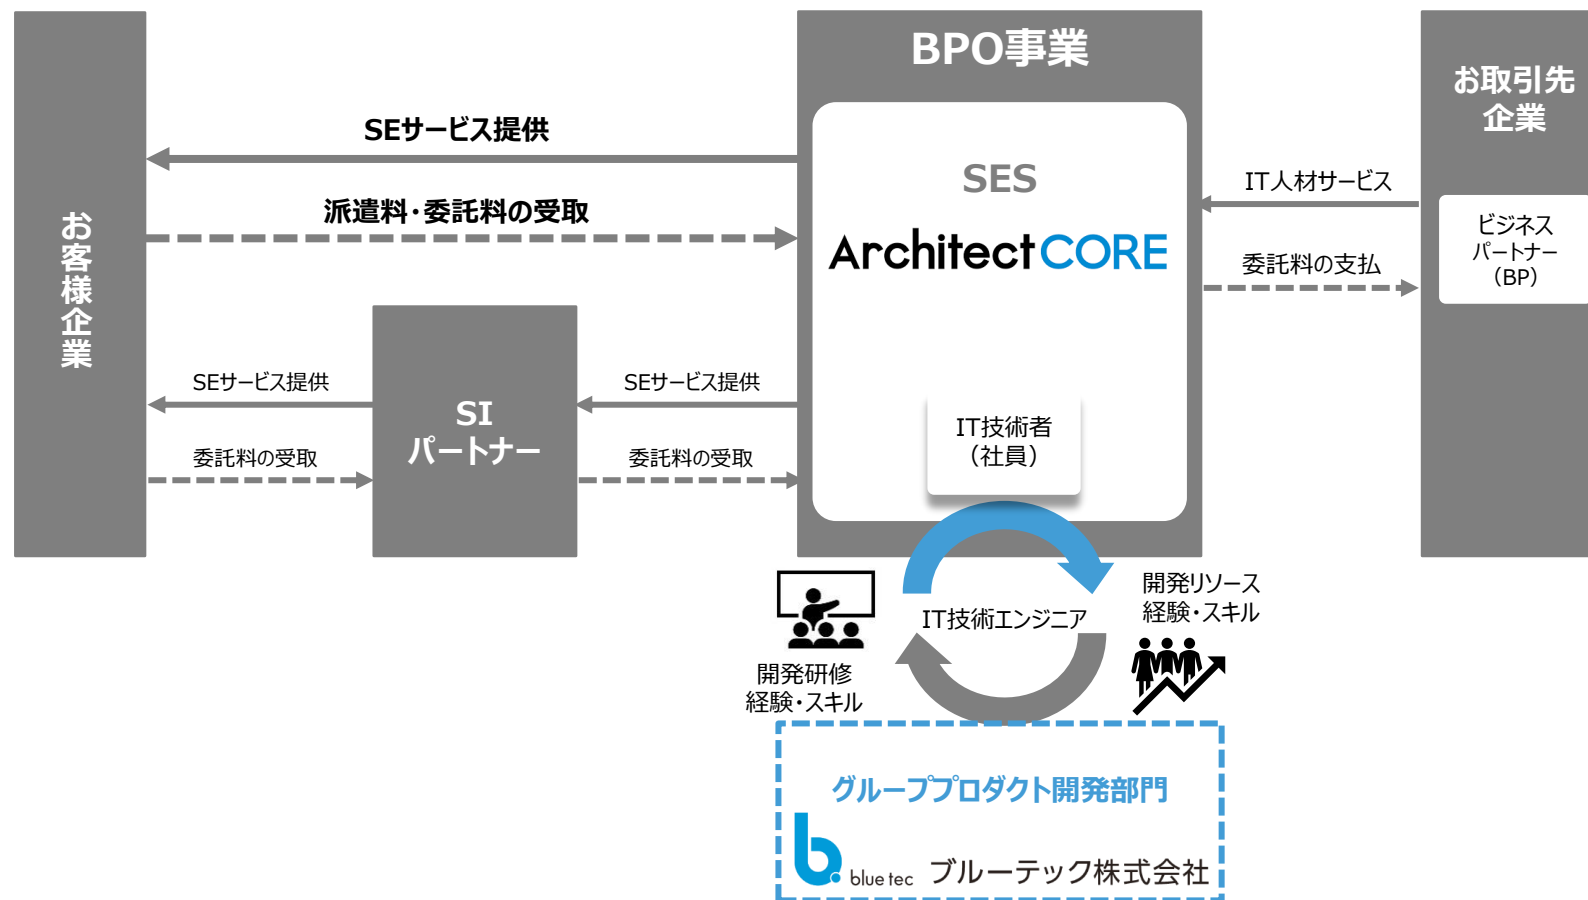 BPO事業
お取引先
企業
SEサービス提供
SES
IT人材サービス
派遣料・委託料の受取
Architect CORE
ビジネス
パートナー
（BP）
委託料の支払
お客様企業
SEサービス提供
SEサービス提供
SI
パートナー
委託料の受取
委託料の受取
IT技術者
（社員）
開発リソース
経験・スキル
IT技術エンジニア
開発研修
経験・スキル
グループプロダクト開発部門
b.
blue tec
ブルーテック株式会社